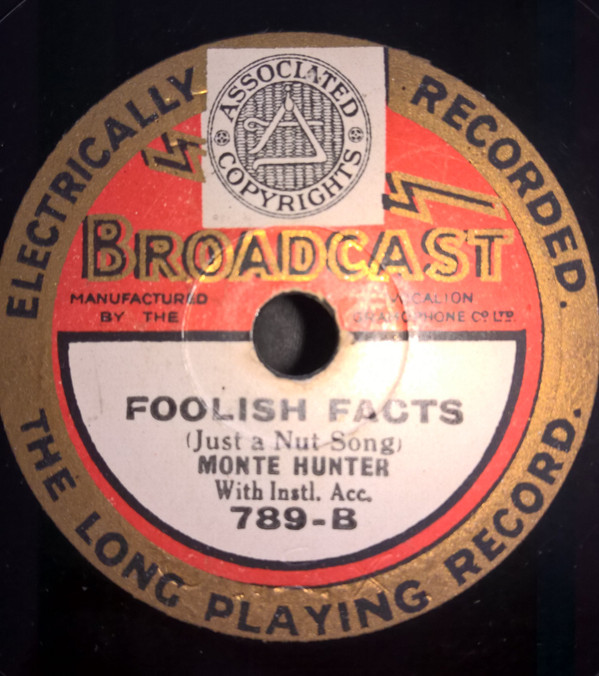 ELECTRICALLY RECORDED.
ASSOCIATED
COPYRIGHTS
BROADCAST
MANUFACTURED VOCALION
BY THE GRAMOPHONE Co LTD.
FOOLISH FACTS
(Just a Nut Song)
MONTE HUNTER
With Instl. Acc.
789-B
THE LONG PLAYING RECORD.